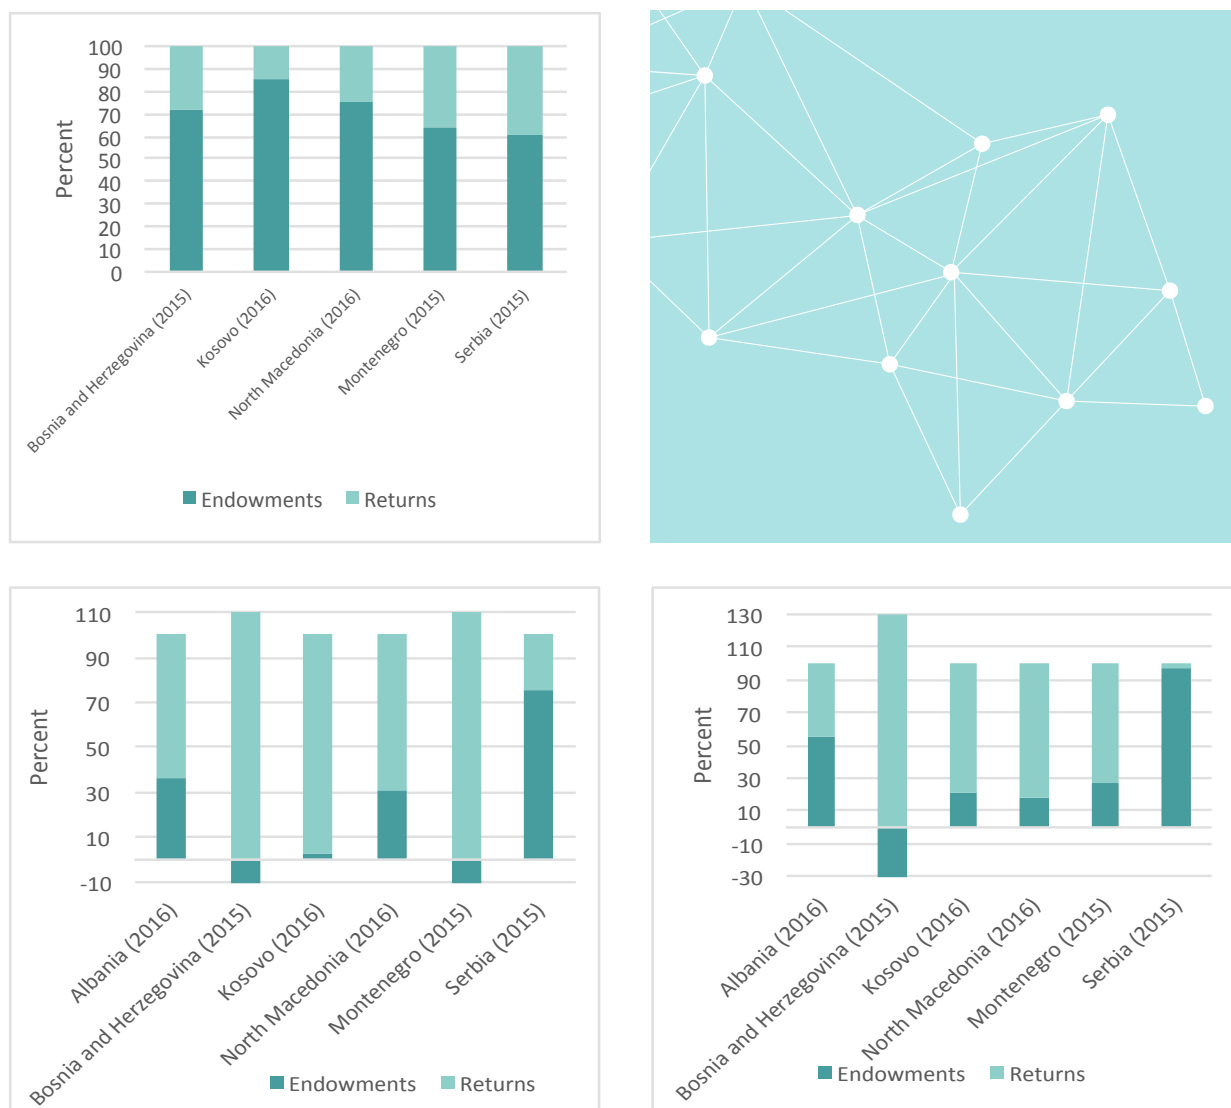 100
90
80
70
60
50
40
30
20
10
0
Percent
Bosnia and Herzegovina (2015)
Kosovo (2016)
North Macedonia (2016)
Montenegro (2015)
Serbia (2015)
Endowments Returns
110
90
70
50
30
10
-10
Percent
Albania (2016)
Bosnia and Herzegovina (2015)
Kosovo (2016)
North Macedonia (2016)
Montenegro (2015)
Serbia (2015)
Endowments Returns
130
110
90
70
50
30
10
-10
-30
Percent
Albania (2016)
Bosnia and Herzegovina (2015)
Kosovo (2016)
North Macedonia (2016)
Montenegro (2015)
Serbia (2015)
Endowments Returns